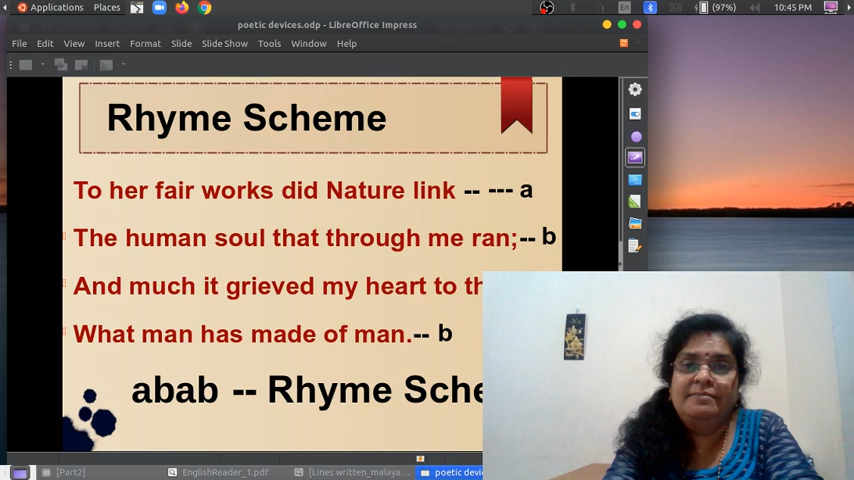 Applications Places En (97%) 10:45 PM
poetic devices.odp - LibreOffice Impress
File Edit View Insert Format Slide Slide Show Tools Window Help
Rhyme Scheme
To her fair works did Nature link -- --- a
The human soul that through me ran;-- b
And much it grieved my heart to th
What man has made of man.-- b
abab -- Rhyme Sche
[Part2] EnglishReader_1.pdf [Lines written_malaya... poetic devi